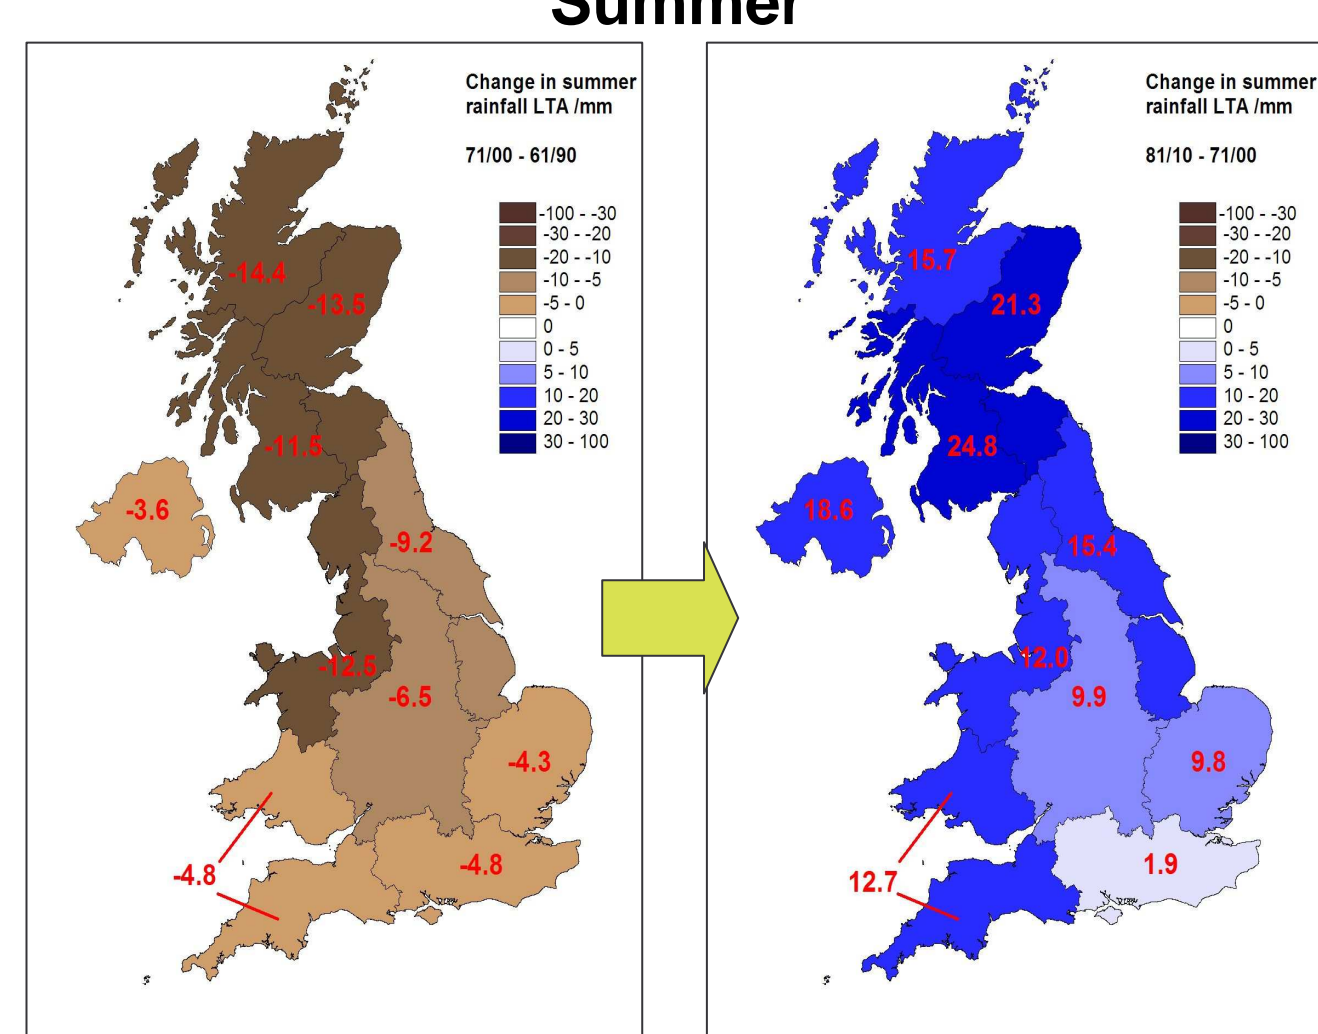 Summer
Change in summer
rainfall LTA /mm
71/00 - 61/90
-100 - -30
-30 - -20
-20 - -10
-10 - -5
-5 - 0
0
0 - 5
5 - 10
10 - 20
20 - 30
30 - 100
-14.4
-13.5
-11.5
-3.6
-9.2
-12.5
-6.5
-4.3
-4.8
-4.8
Change in summer
rainfall LTA /mm
81/10 - 71/00
-100 - -30
-30 - -20
-20 - -10
-10 - -5
-5 - 0
0
0 - 5
5 - 10
10 - 20
20 - 30
30 - 100
15.7
21.3
24.8
18.6
15.4
12.0
9.9
9.8
1.9
12.7